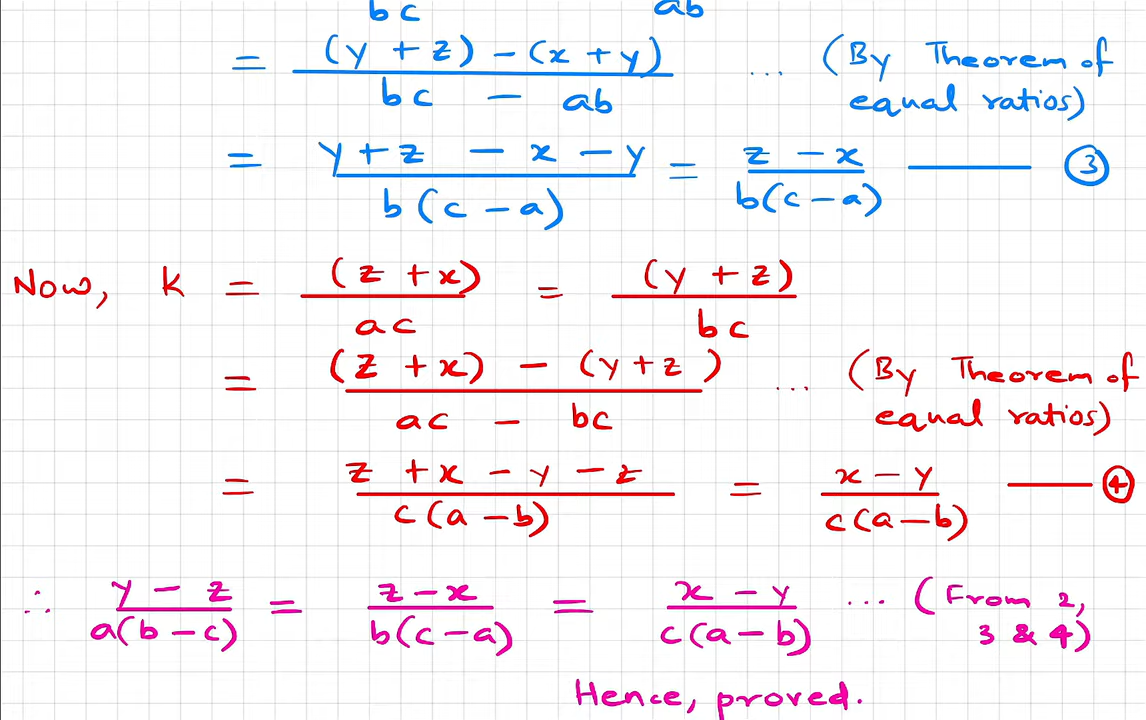 bc ab
= (y + z) - (x + y) / bc - ab ... (By Theorem of equal ratios)
= y + z - x - y / b(c - a) = z - x / b(c - a) —— ③
Now, k = (z + x) / ac = (y + z) / bc
= (z + x) - (y + z) / ac - bc ... (By Theorem of equal ratios)
= z + x - y - z / c(a - b) = x - y / c(a - b) —— ④
∴ y - z / a(b - c) = z - x / b(c - a) = x - y / c(a - b) ... (From 2, 3 & 4)
Hence, proved.